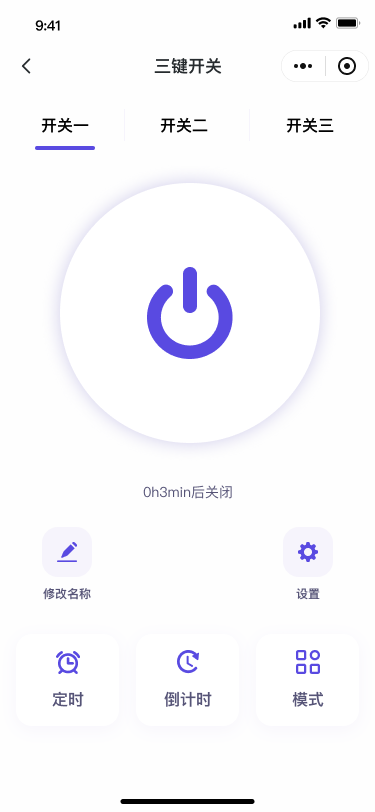 9:41
三键开关
开关一 开关二 开关三
0h3min后关闭
修改名称 设置
定时 倒计时 模式